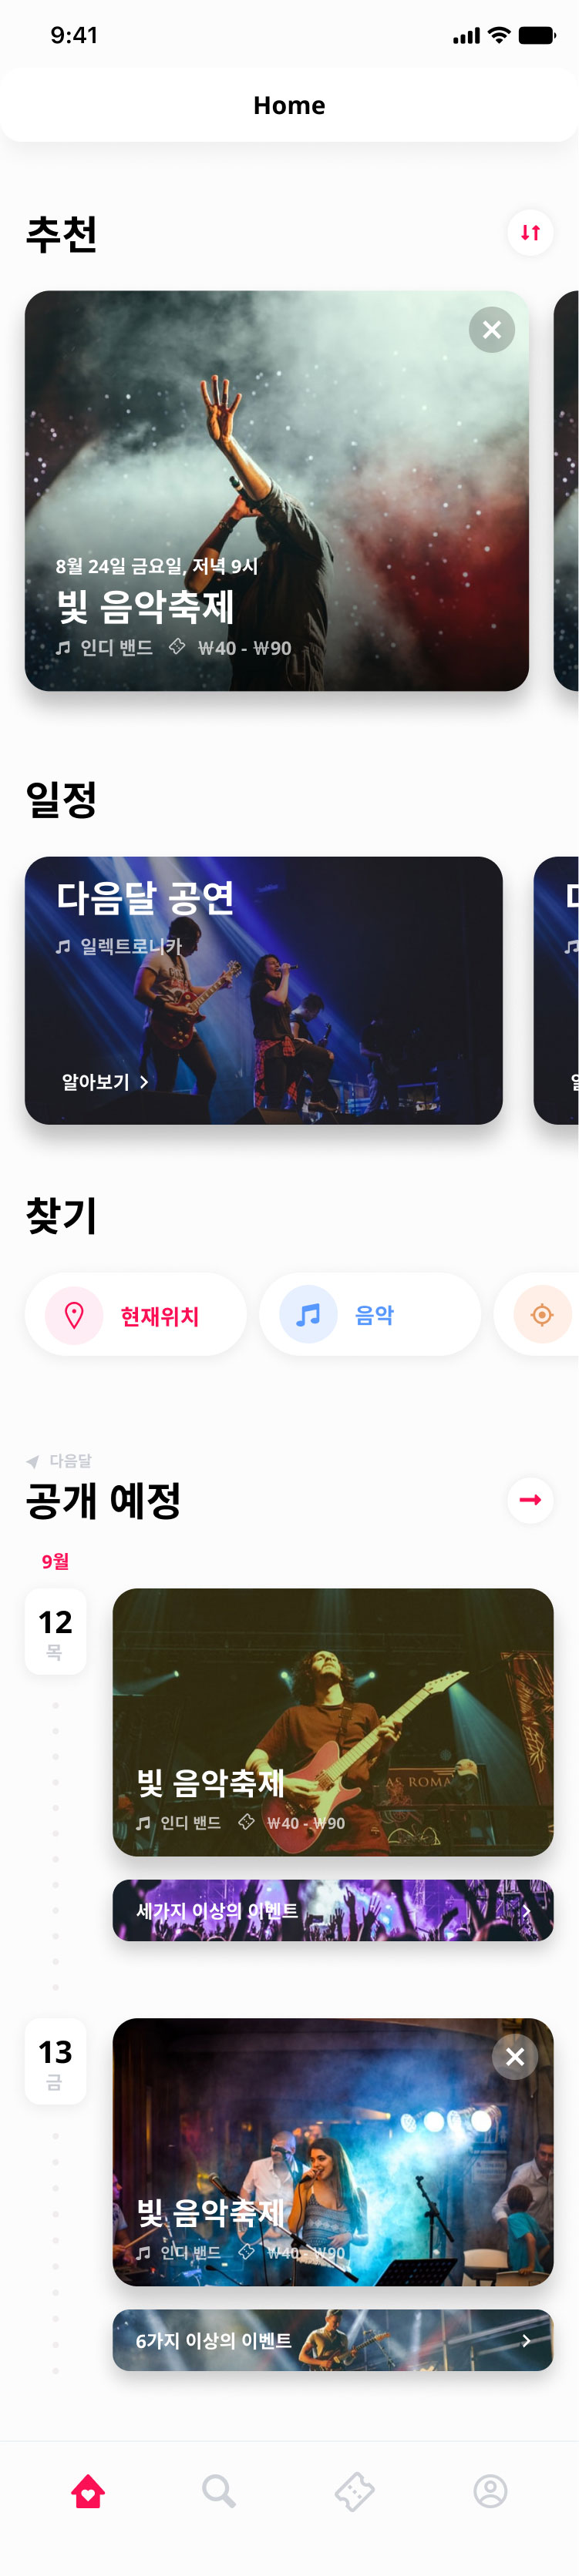 9:41
Home
추천
8월 24일 금요일, 저녁 9시
빛 음악축제
인디 밴드 ₩40 - ₩90
일정
다음달 공연
일렉트로니카
알아보기
찾기
현재위치
음악
다음달
공개 예정
9월
12
목
빛 음악축제
인디 밴드 ₩40 - ₩90
AS ROMA
세가지 이상의 이벤트
13
금
빛 음악축제
인디 밴드 ₩40 - ₩90
6가지 이상의 이벤트